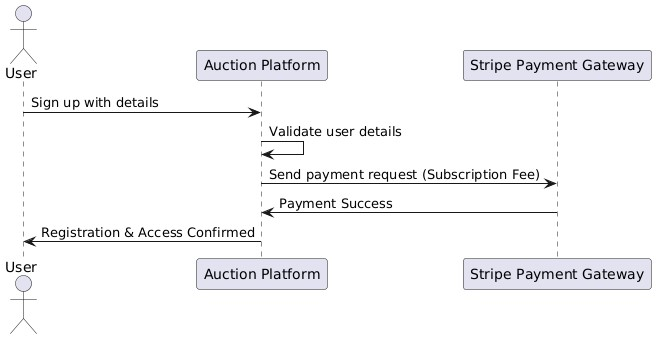 User
Auction Platform
Stripe Payment Gateway
Sign up with details
Validate user details
Send payment request (Subscription Fee)
Payment Success
Registration & Access Confirmed
User
Auction Platform
Stripe Payment Gateway